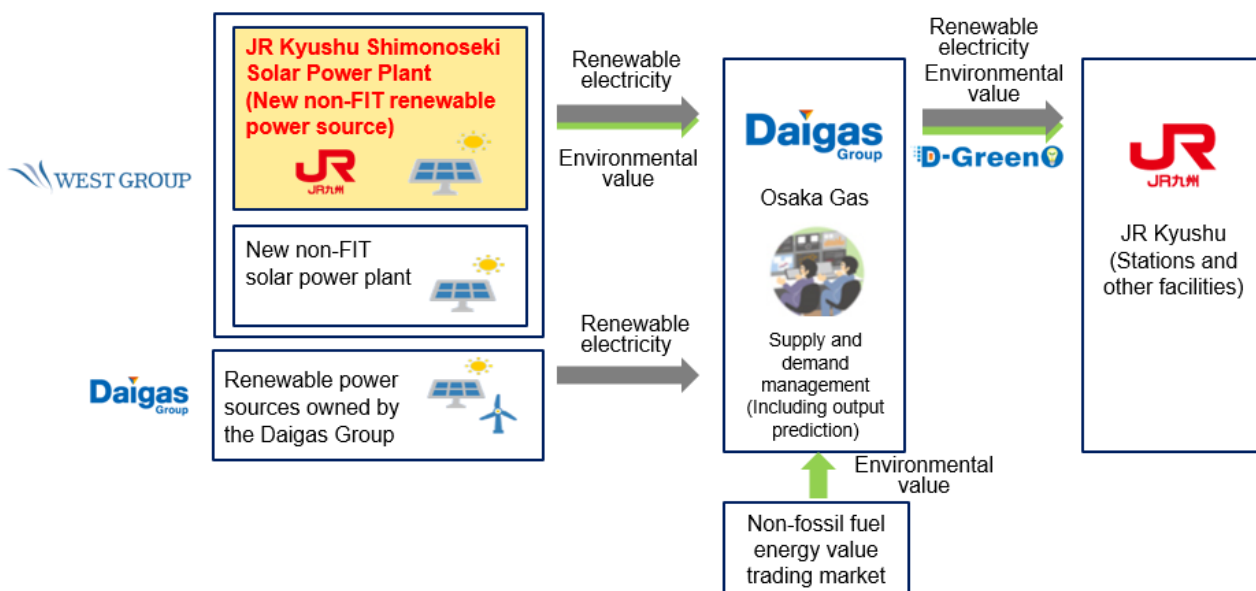 WEST GROUP
JR Kyushu Shimonoseki
Solar Power Plant
(New non-FIT renewable
power source)
JR
JR九州
New non-FIT
solar power plant
Daigas
Group
Renewable power
sources owned by
the Daigas Group
Renewable
electricity
Environmental
value
Renewable
electricity
Daigas
Group
Osaka Gas
Supply and
demand
management
(Including output
prediction)
Environmental
value
Non-fossil fuel
energy value
trading market
Renewable
electricity
Environmental
value
D-Green
JR
JR九州
JR Kyushu
(Stations and
other facilities)